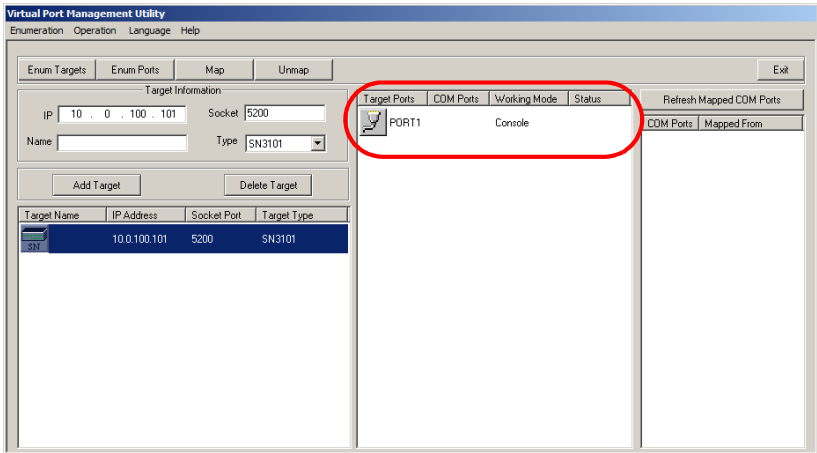 Virtual Port Management Utility
Enumeration Operation Language Help
Enum Targets Enum Ports Map Unmap Exit
Target Information
IP 10 . 0 . 100 . 101 Socket 5200
Name Type SN3101
Add Target Delete Target
Target Name IP Address Socket Port Target Type
SN 10.0.100.101 5200 SN3101
Target Ports COM Ports Working Mode Status
PORT1 Console
Refresh Mapped COM Ports
COM Ports Mapped From